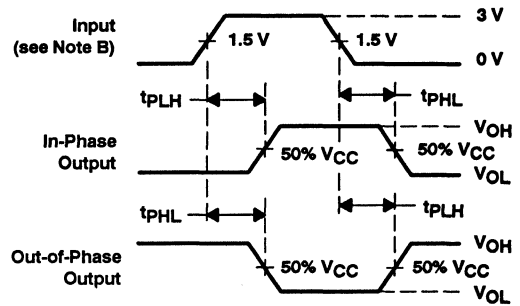 Input
(see Note B)
1.5 V
1.5 V
3 V
0 V
tPLH
tPHL
In-Phase
Output
50% VCC
50% VCC
VOH
VOL
tPHL
tPLH
Out-of-Phase
Output
50% VCC
50% VCC
VOH
VOL